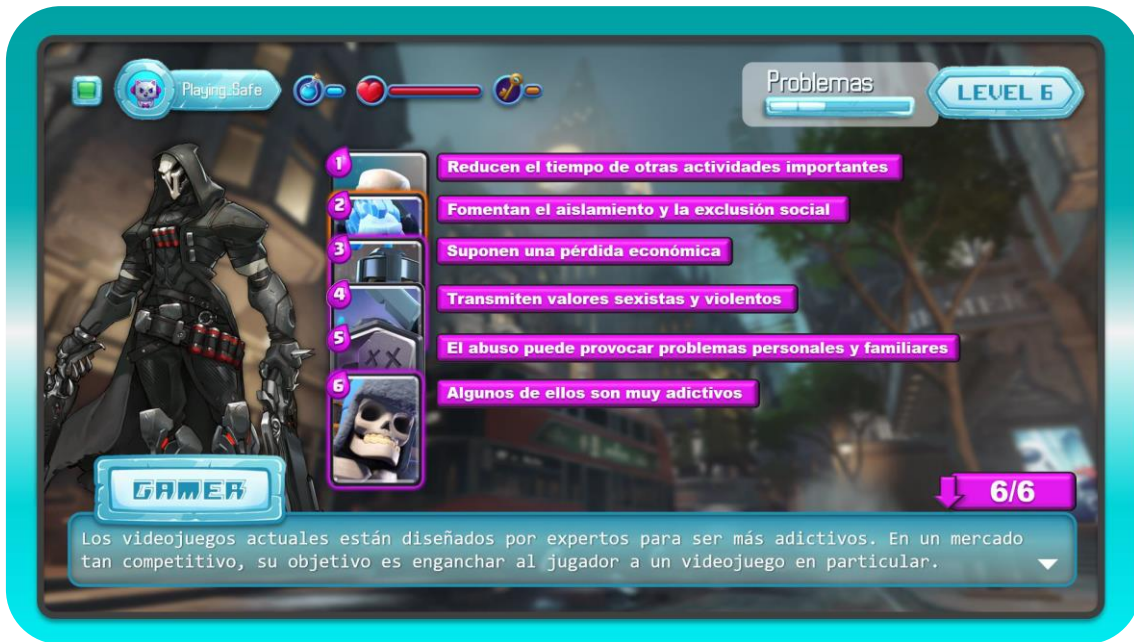 Playing_Safe
Problemas
LEVEL 6
1
Reducen el tiempo de otras actividades importantes
2
Fomentan el aislamiento y la exclusión social
3
Suponen una pérdida económica
4
Transmiten valores sexistas y violentos
5
El abuso puede provocar problemas personales y familiares
6
Algunos de ellos son muy adictivos
XX
GAMER
6/6
Los videojuegos actuales están diseñados por expertos para ser más adictivos. En un mercado
tan competitivo, su objetivo es enganchar al jugador a un videojuego en particular.